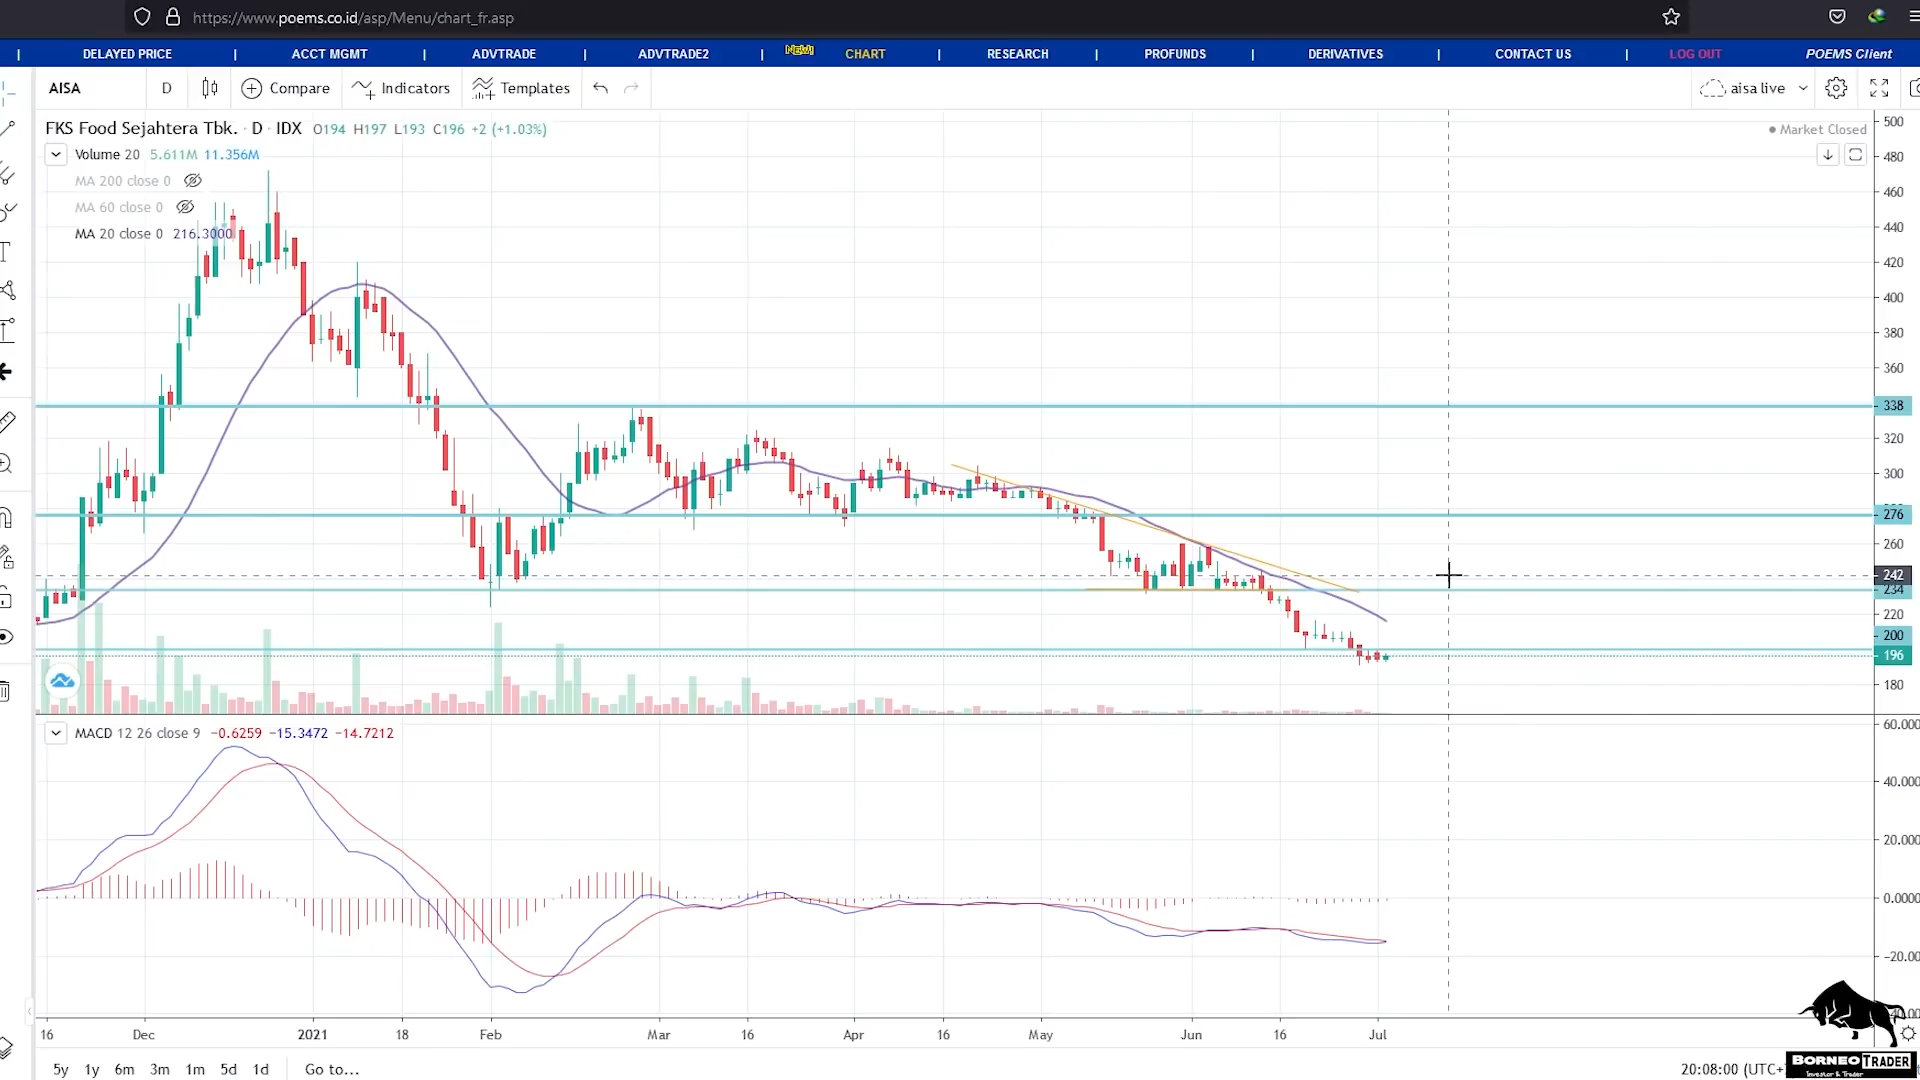 https://www.poems.co.id/asp/Menu/chart_fr.asp
| DELAYED PRICE | ACCT MGMT | ADVTRADE | ADVTRADE2 | NEW! CHART | RESEARCH | PROFUNDS | DERIVATIVES | CONTACT US | LOG OUT POEMS Client
AISA D Compare Indicators Templates aisa live
FKS Food Sejahtera Tbk. · D · IDX O194 H197 L193 C196 +2 (+1.03%)
Market Closed
Volume 20 5.611M 11.356M
MA 200 close 0
MA 60 close 0
MA 20 close 0 216.3000
500
480
460
440
420
400
380
360
338
320
300
276
260
242
234
220
200
196
180
MACD 12 26 close 9 −0.6259 −15.3472 −14.7212
60.000
40.000
20.000
0.0000
−20.00
16 Dec 2021 18 Feb Mar 16 Apr 16 May Jun 16 Jul
5y 1y 6m 3m 1m 5d 1d Go to...
20:08:00 (UTC+
BORNEO TRADER
Investor & Trader